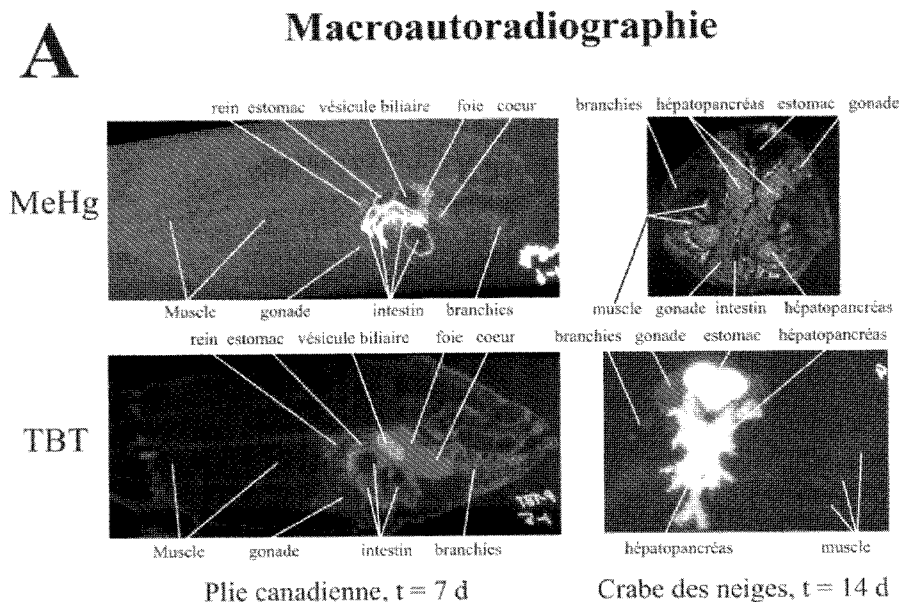 A
Macroautoradiographie
rein estomac vésicule biliaire foie coeur
branchies hépatopancréas estomac gonade
MeHg
Muscle gonade intestin branchies
muscle gonade intestin hépatopancréas
rein estomac vésicule biliaire foie coeur
branchies gonade estomac hépatopancréas
TBT
Muscle gonade intestin branchies
hépatopancréas muscle
Plie canadienne, t = 7 d
Crabe des neiges, t = 14 d